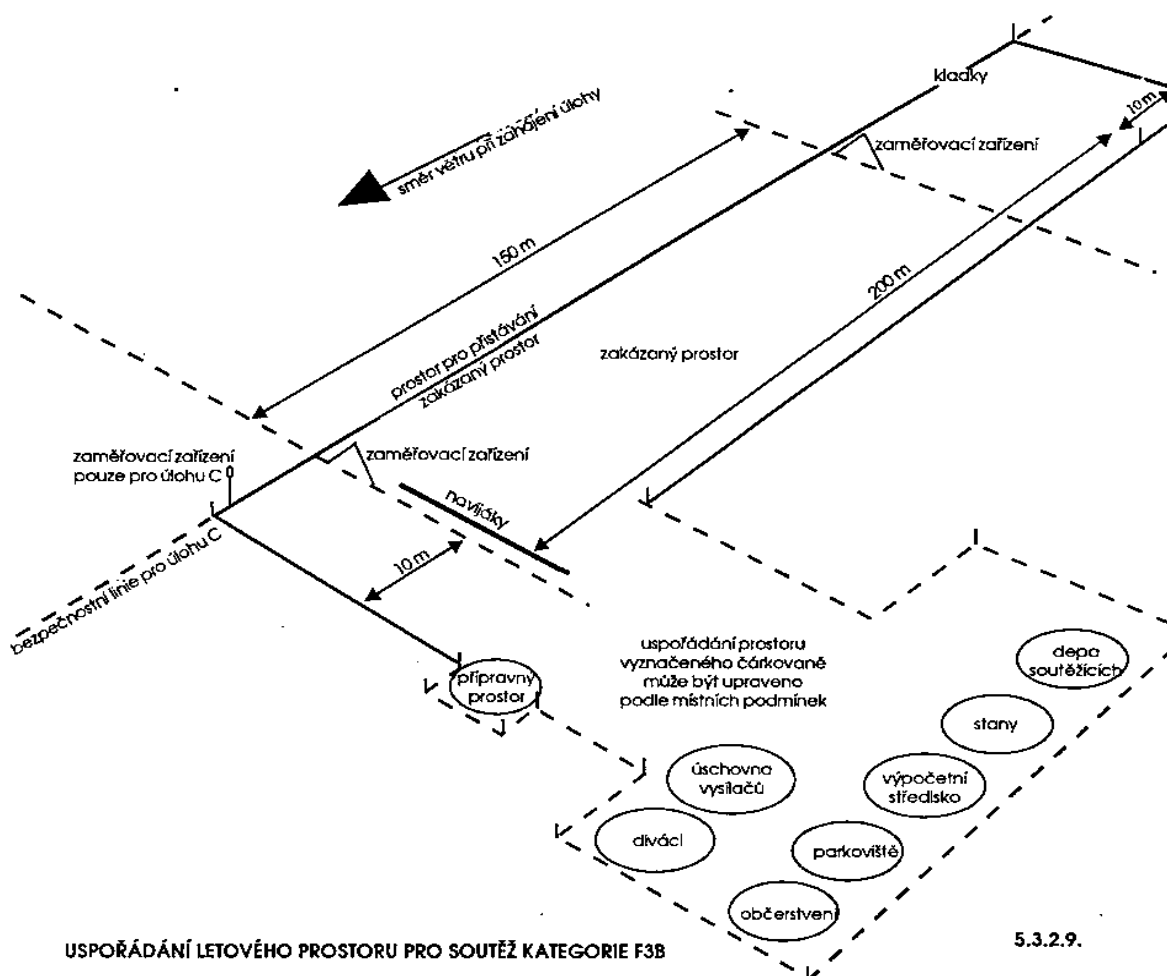 kladky
10 m
směr větru při zahájení úlohy
zaměřovací zařízení
150 m
200 m
prostor pro přistávání
zakázaný prostor
zakázaný prostor
zaměřovací zařízení
pouze pro úlohu C
zaměřovací zařízení
navijáky
bezpečnostní linie pro úlohu C
10 m
uspořádání prostoru
vyznačeného čárkovaně
může být upraveno
podle místních podmínek
přípravný
prostor
depa
soutěžících
stany
úschovna
vysílačů
výpočetní
středisko
diváci
parkoviště
občerstvení
USPOŘÁDÁNÍ LETOVÉHO PROSTORU PRO SOUTĚŽ KATEGORIE F3B
5.3.2.9.